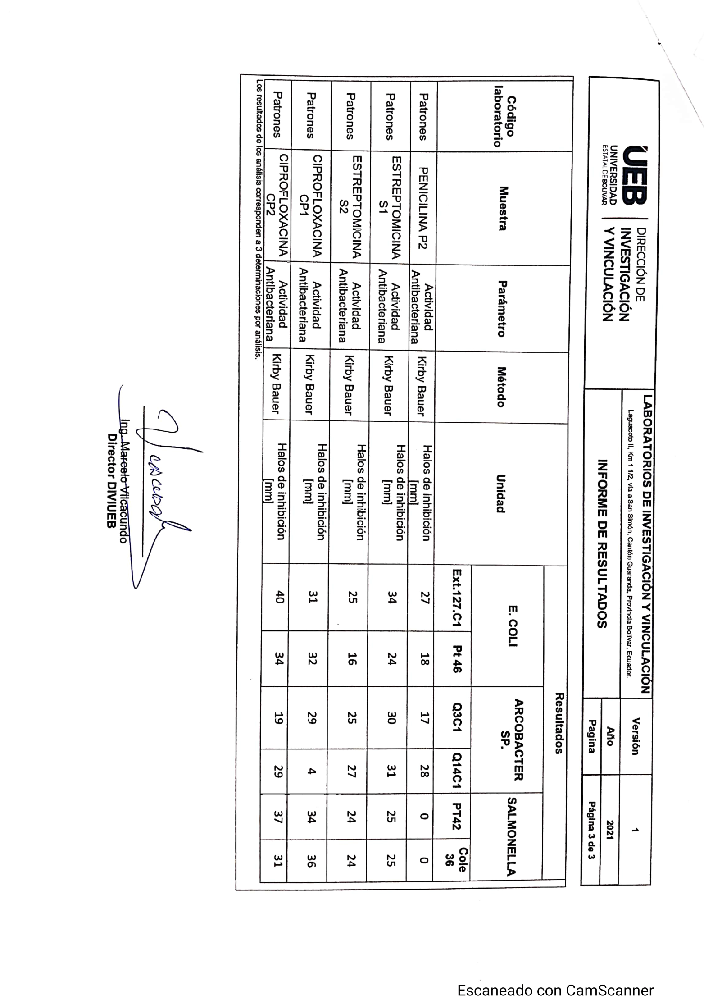 ÜEB
UNIVERSIDAD
ESTATAL DE BOLIVAR
DIRECCIÓN DE
INVESTIGACIÓN
Y VINCULACIÓN
LABORATORIOS DE INVESTIGACIÓN Y VINCULACIÓN
Laguacoto II, Km 1 1/2, vía a San Simón, Cantón Guaranda, Provincia Bolívar, Ecuador.
INFORME DE RESULTADOS
Versión 1
Año 2021
Pagina Página 3 de 3
Código laboratorio Muestra Parámetro Método Unidad Resultados
E. COLI ARCOBACTER SP. SALMONELLA
Ext.127.C1 Pt 46 Q3C1 Q14C1 PT42 Cole 36
Patrones PENICILINA P2 Actividad Antibacteriana Kirby Bauer Halos de inhibición [mm] 27 18 17 28 0 0
Patrones ESTREPTOMICINA S1 Actividad Antibacteriana Kirby Bauer Halos de inhibición [mm] 34 24 30 31 25 25
Patrones ESTREPTOMICINA S2 Actividad Antibacteriana Kirby Bauer Halos de inhibición [mm] 25 16 25 27 24 24
Patrones CIPROFLOXACINA CP1 Actividad Antibacteriana Kirby Bauer Halos de inhibición [mm] 31 32 29 4 34 36
Patrones CIPROFLOXACINA CP2 Actividad Antibacteriana Kirby Bauer Halos de inhibición [mm] 40 34 19 29 37 31
Los resultados de los análisis corresponden a 3 determinaciones por análisis.
Ing. Marcelo Vilcacundo
Director DIVIUEB
Escaneado con CamScanner